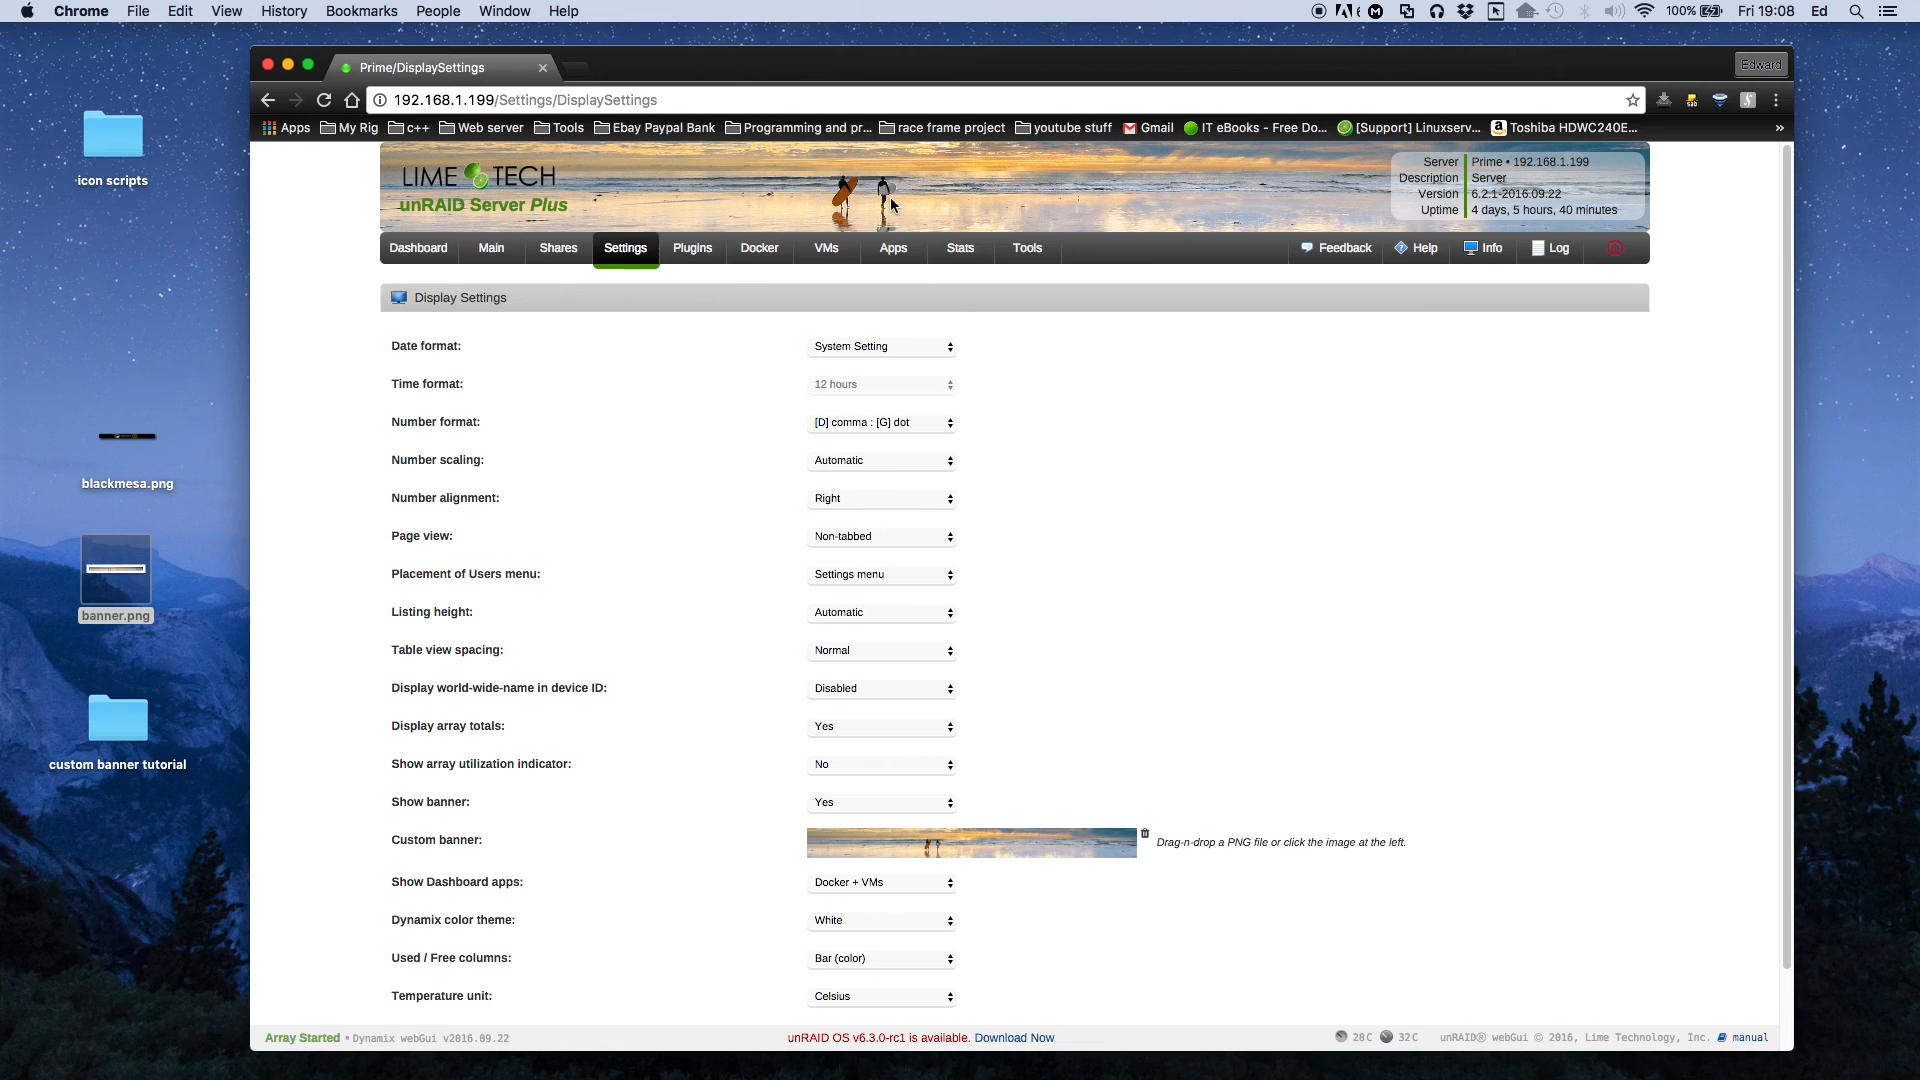 Chrome File Edit View History Bookmarks People Window Help 100% Fri 19:08 Ed
Prime/DisplaySettings
Edward
192.168.1.199/Settings/DisplaySettings
Apps My Rig c++ Web server Tools Ebay Paypal Bank Programming and pr... race frame project youtube stuff Gmail IT eBooks - Free Do... [Support] Linuxserv... Toshiba HDWC240E... »
LIME TECH
unRAID Server Plus
Server Prime • 192.168.1.199
Description Server
Version 6.2.1-2016.09.22
Uptime 4 days, 5 hours, 40 minutes
Dashboard Main Shares Settings Plugins Docker VMs Apps Stats Tools Feedback Help Info Log
Display Settings
Date format: System Setting
Time format: 12 hours
Number format: [D] comma : [G] dot
Number scaling: Automatic
Number alignment: Right
Page view: Non-tabbed
Placement of Users menu: Settings menu
Listing height: Automatic
Table view spacing: Normal
Display world-wide-name in device ID: Disabled
Display array totals: Yes
Show array utilization indicator: No
Show banner: Yes
Custom banner: Drag-n-drop a PNG file or click the image at the left.
Show Dashboard apps: Docker + VMs
Dynamix color theme: White
Used / Free columns: Bar (color)
Temperature unit: Celsius
Array Started • Dynamix webGui v2016.09.22 unRAID OS v6.3.0-rc1 is available. Download Now 28C 32C unRAID® webGui © 2016, Lime Technology, Inc. manual
icon scripts
blackmesa.png
banner.png
custom banner tutorial